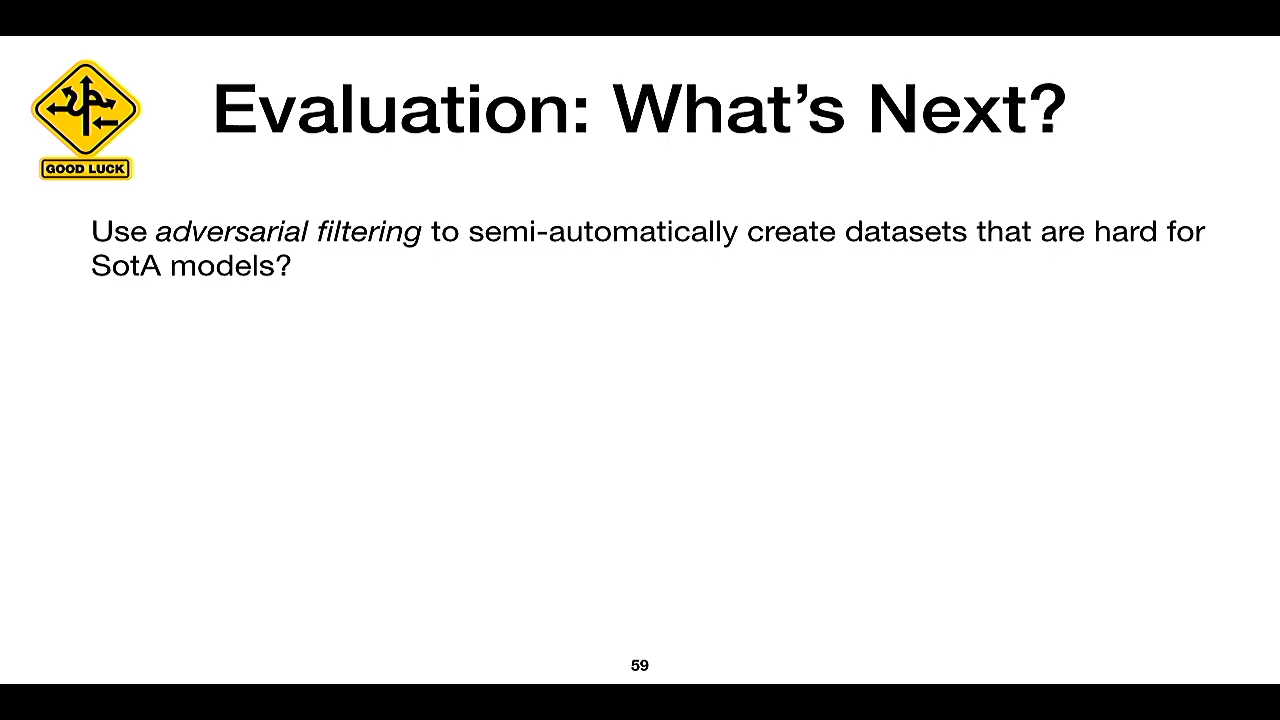 Evaluation: What's Next?
GOOD LUCK
Use adversarial filtering to semi-automatically create datasets that are hard for
SotA models?
59